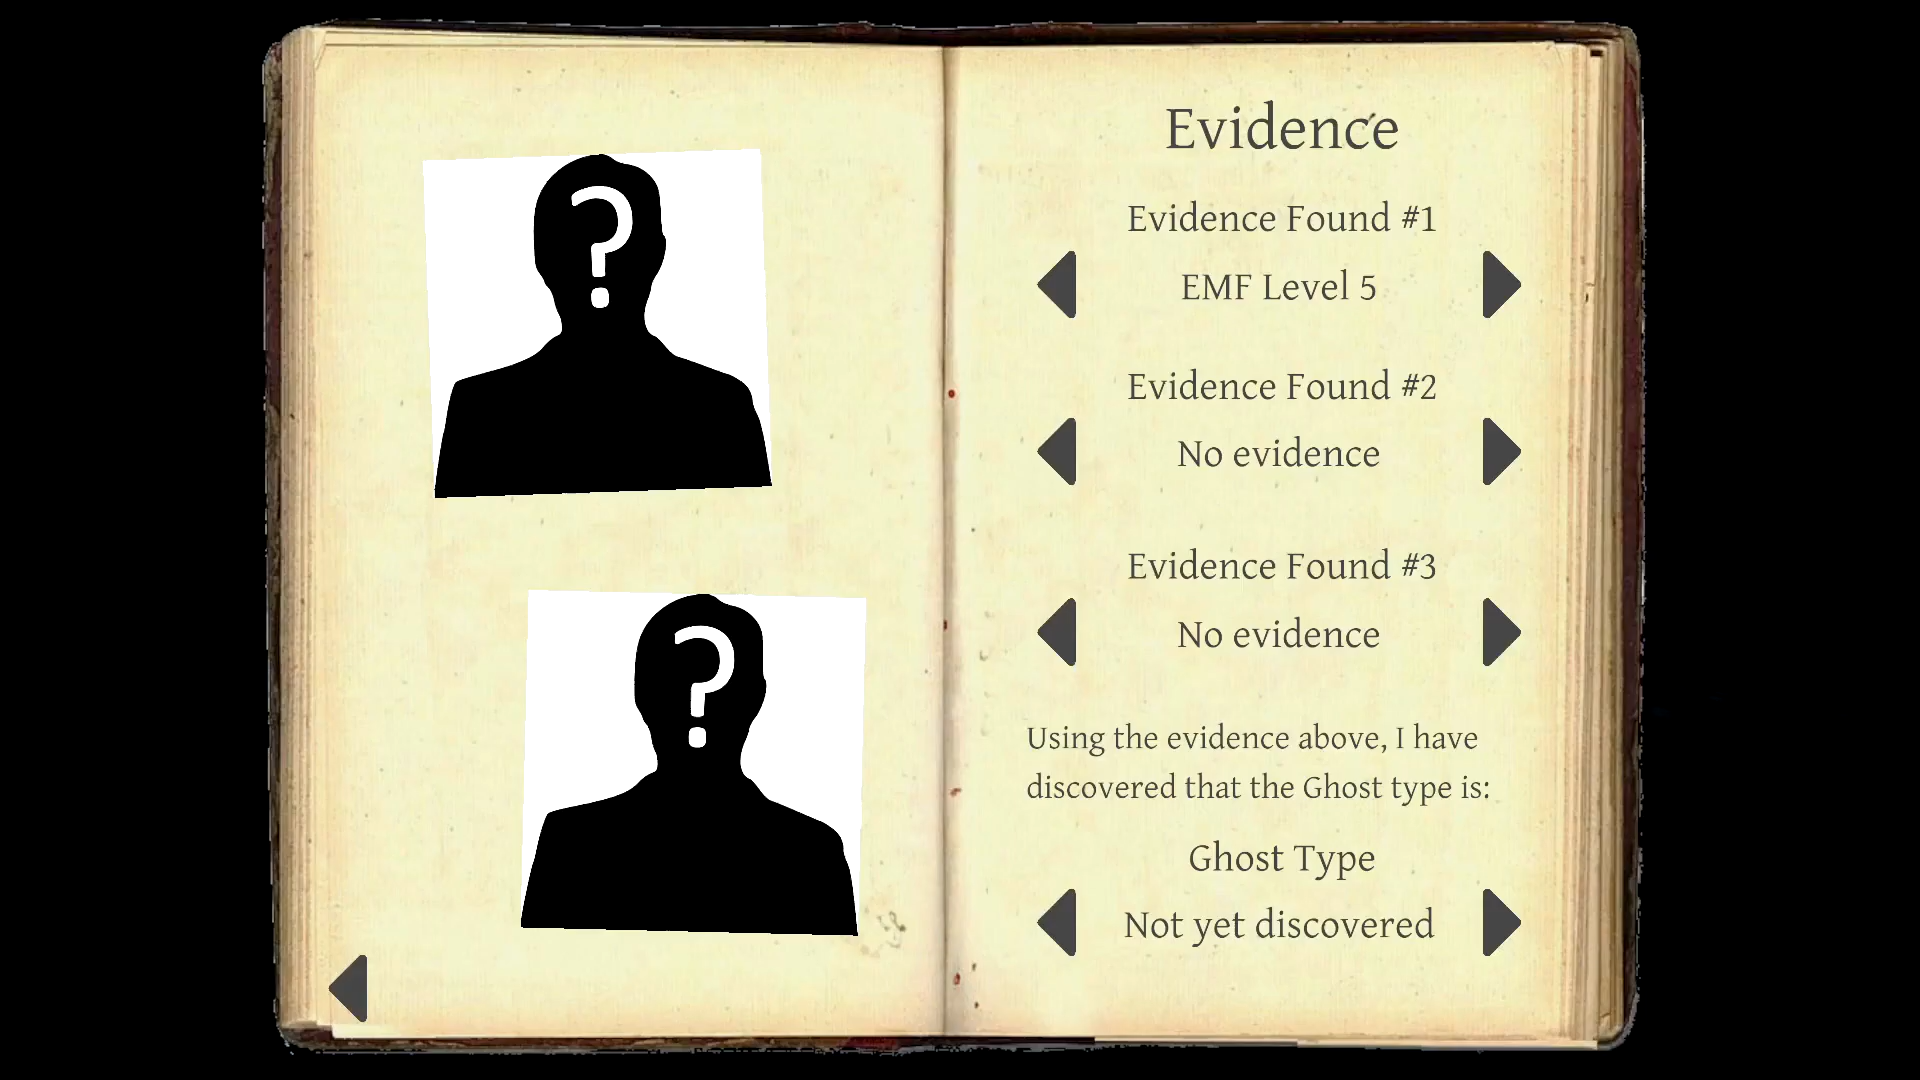 ?
?
Evidence
Evidence Found #1
EMF Level 5
Evidence Found #2
No evidence
Evidence Found #3
No evidence
Using the evidence above, I have
discovered that the Ghost type is:
Ghost Type
Not yet discovered